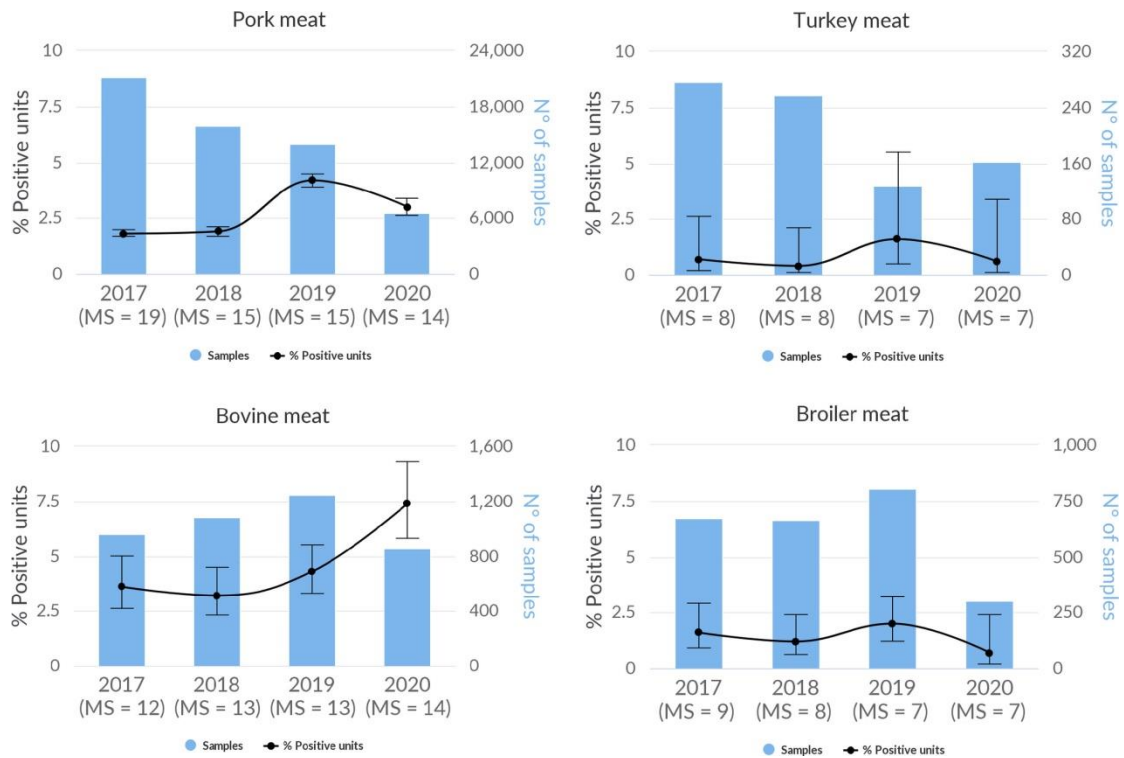 Pork meat
10
7.5
5
2.5
0
% Positive units
24,000
18,000
12,000
6,000
0
N° of samples
2017 2018 2019 2020
(MS = 19) (MS = 15) (MS = 15) (MS = 14)
Samples % Positive units
Turkey meat
10
7.5
5
2.5
0
% Positive units
320
240
160
80
0
N° of samples
2017 2018 2019 2020
(MS = 8) (MS = 8) (MS = 7) (MS = 7)
Samples % Positive units
Bovine meat
10
7.5
5
2.5
0
% Positive units
1,600
1,200
800
400
0
N° of samples
2017 2018 2019 2020
(MS = 12) (MS = 13) (MS = 13) (MS = 14)
Samples % Positive units
Broiler meat
10
7.5
5
2.5
0
% Positive units
1,000
750
500
250
0
N° of samples
2017 2018 2019 2020
(MS = 9) (MS = 8) (MS = 7) (MS = 7)
Samples % Positive units